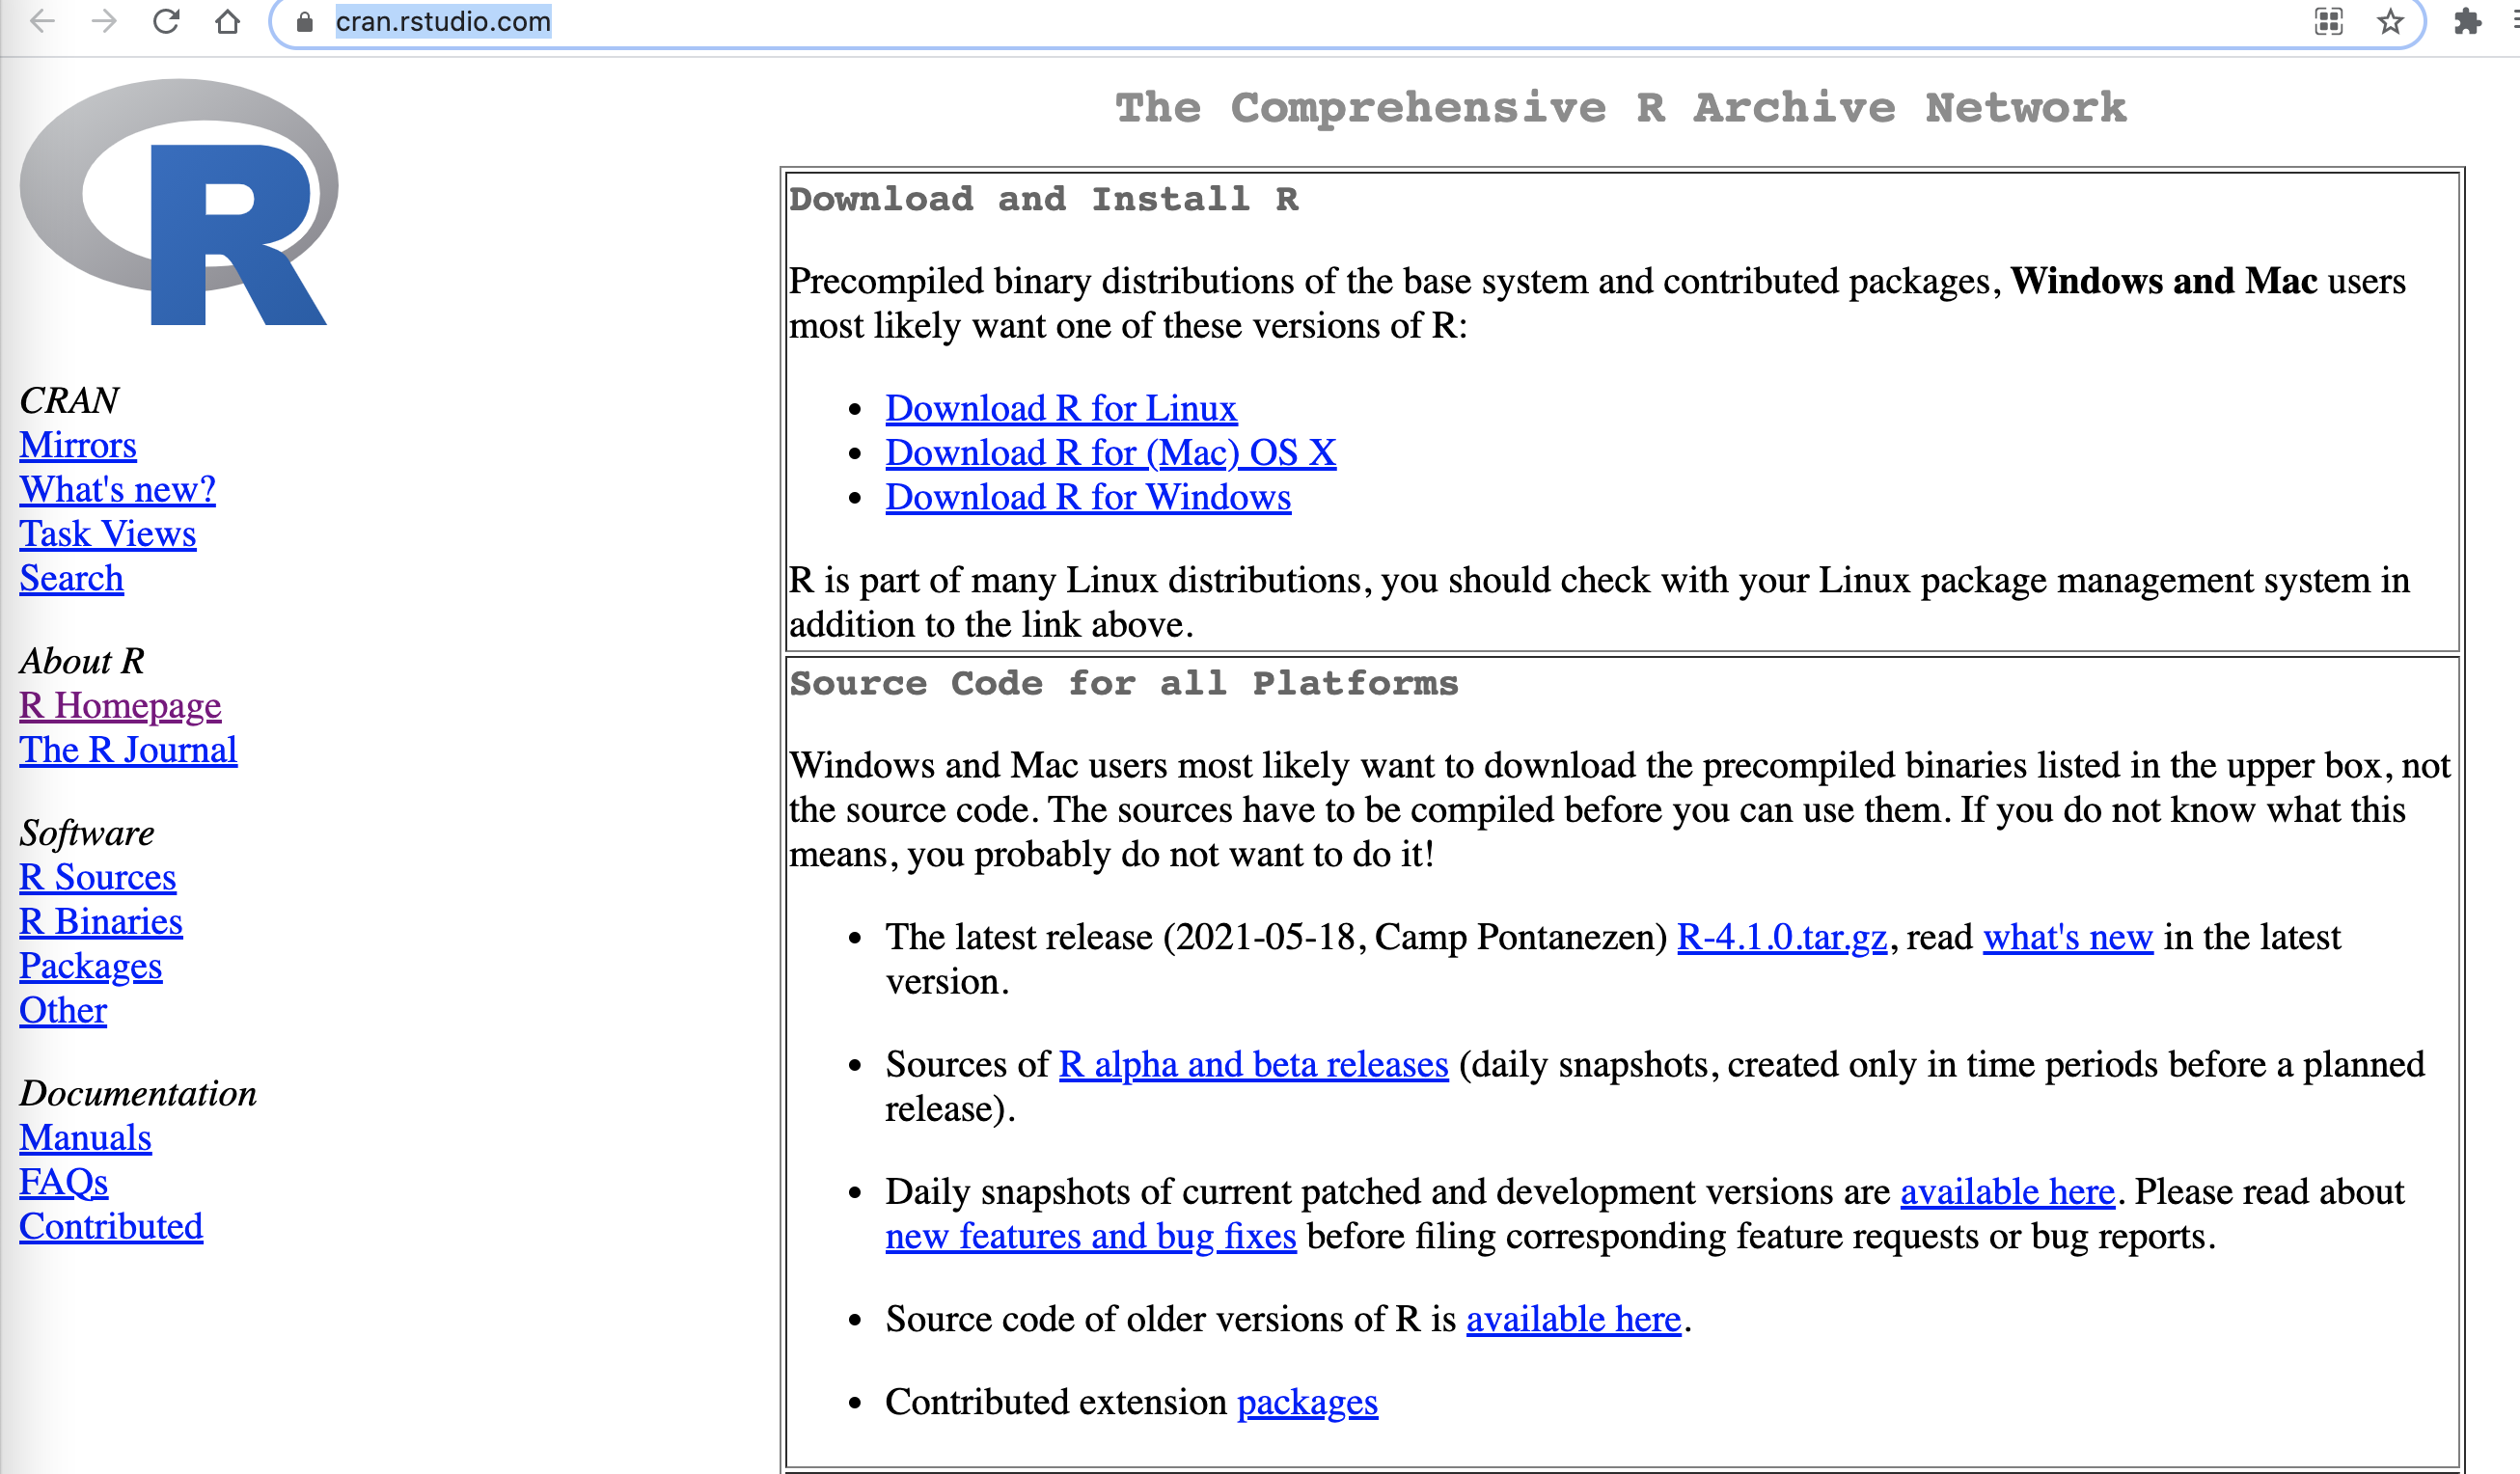 cran.rstudio.com
The Comprehensive R Archive Network
R
CRAN
Mirrors
What's new?
Task Views
Search
About R
R Homepage
The R Journal
Software
R Sources
R Binaries
Packages
Other
Documentation
Manuals
FAQs
Contributed
Download and Install R
Precompiled binary distributions of the base system and contributed packages, Windows and Mac users
most likely want one of these versions of R:
• Download R for Linux
• Download R for (Mac) OS X
• Download R for Windows
R is part of many Linux distributions, you should check with your Linux package management system in
addition to the link above.
Source Code for all Platforms
Windows and Mac users most likely want to download the precompiled binaries listed in the upper box, not
the source code. The sources have to be compiled before you can use them. If you do not know what this
means, you probably do not want to do it!
• The latest release (2021-05-18, Camp Pontanezen) R-4.1.0.tar.gz, read what's new in the latest
version.
• Sources of R alpha and beta releases (daily snapshots, created only in time periods before a planned
release).
• Daily snapshots of current patched and development versions are available here. Please read about
new features and bug fixes before filing corresponding feature requests or bug reports.
• Source code of older versions of R is available here.
• Contributed extension packages